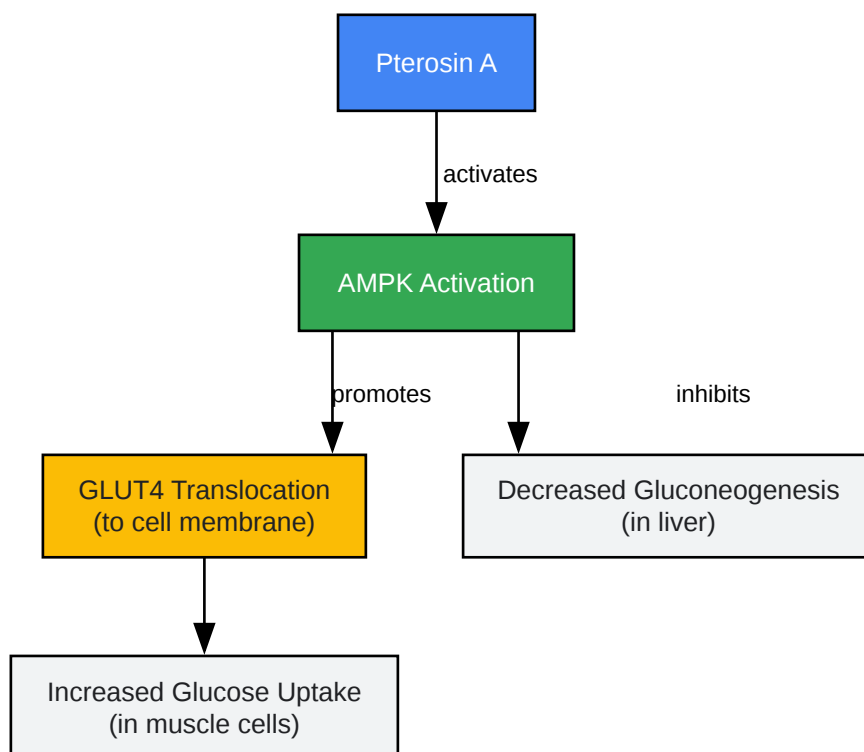 Pterosin A
activates
AMPK Activation
promotes
inhibits
GLUT4 Translocation
(to cell membrane)
Decreased Gluconeogenesis
(in liver)
Increased Glucose Uptake
(in muscle cells)